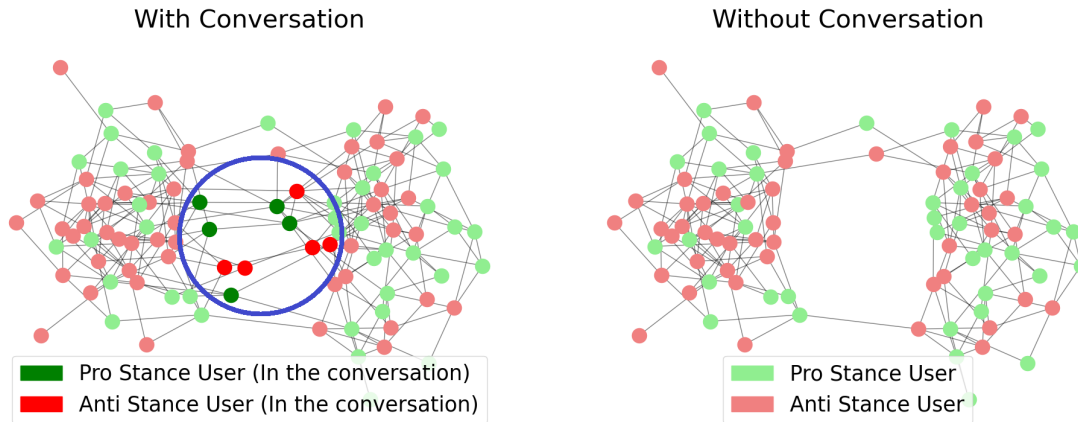 With Conversation
Without Conversation
Pro Stance User (In the conversation)
Anti Stance User (In the conversation)
Pro Stance User
Anti Stance User